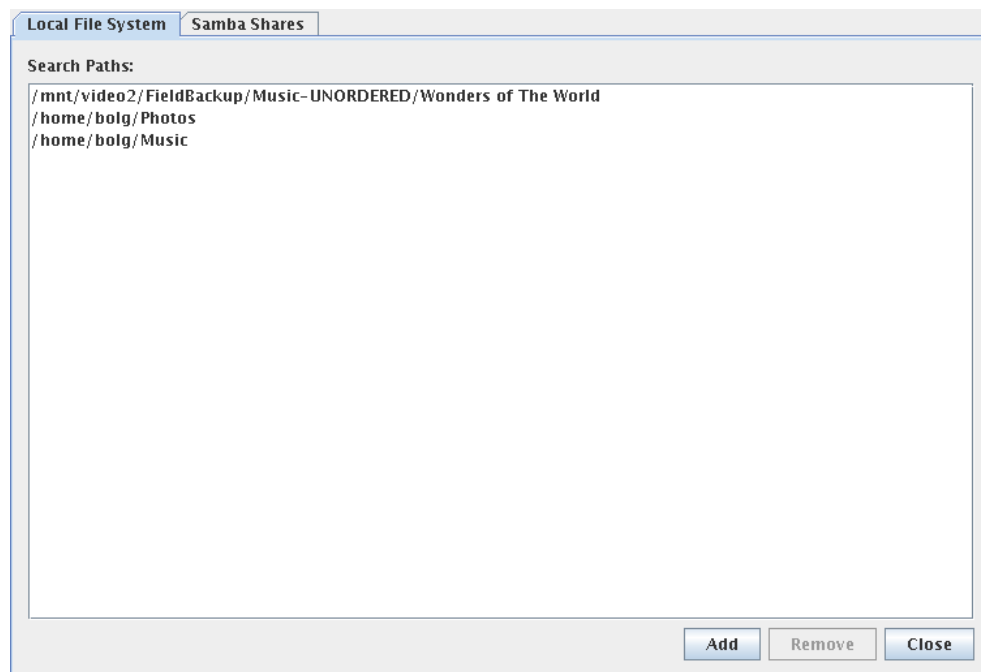 Local File System Samba Shares
Search Paths:
/mnt/video2/FieldBackup/Music-UNORDERED/Wonders of The World
/home/bolg/Photos
/home/bolg/Music
Add Remove Close